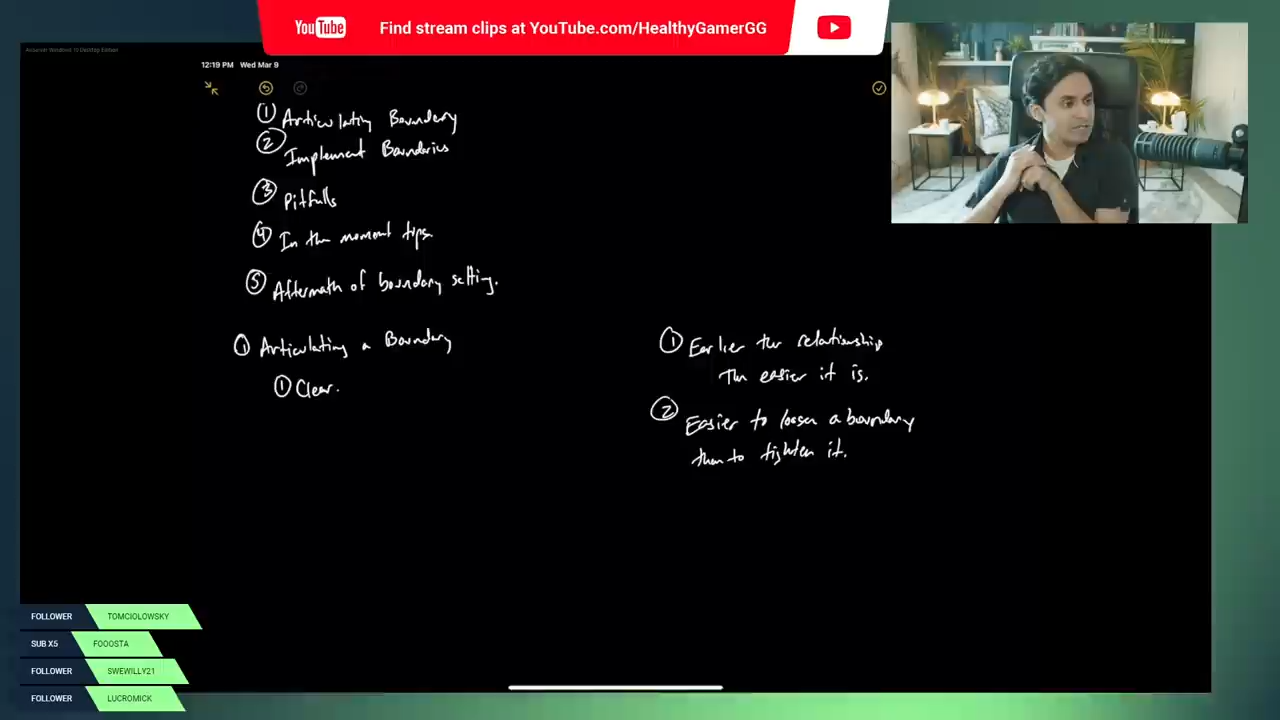 YouTube
Find stream clips at YouTube.com/HealthyGamerGG
12:19 PM Wed Mar 9
① Articulating Boundary
② Implement Boundaries
③ Pitfalls
④ In the moment tips
⑤ Aftermath of boundary setting.
① Articulating a Boundary
① Clear.
① Earlier the relationship
The easier it is.
② Easier to loosen a boundary
than to tighten it.
FOLLOWER TOMCIOLOWSKY
SUB X5 FOOOSTA
FOLLOWER SWEWILLY21
FOLLOWER LUCROMICK